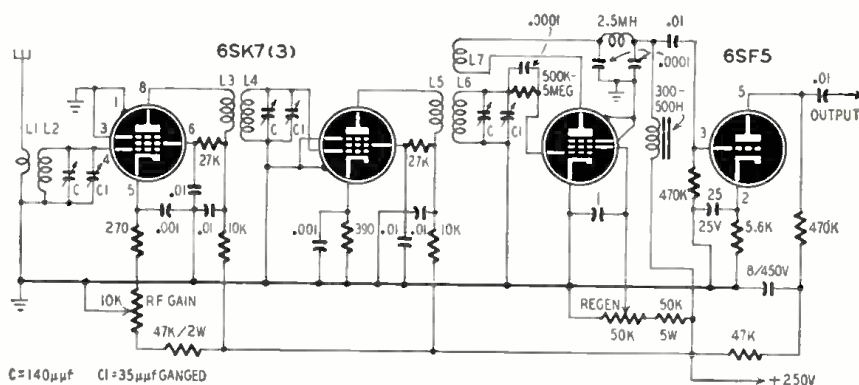 .0001
2.5MH
.01
6SK7(3)
6SF5
L7
.0001
8
L3
L4
L5
L6
500K-
5MEG
300-
500H
5
.01
OUTPUT
1
L1
L2
3
4
6
C
C1
C
C1
C
C1
3
27K
27K
470K
25
25V
2
5
.01
.001
.01
270
10K
.001
390
.01
.01
10K
1
5.6K
470K
8/450V
10K
RF GAIN
REGEN
50K
50K
5W
47K/2W
47K
C=140μμf
C1=35μμf GANGED
+250V